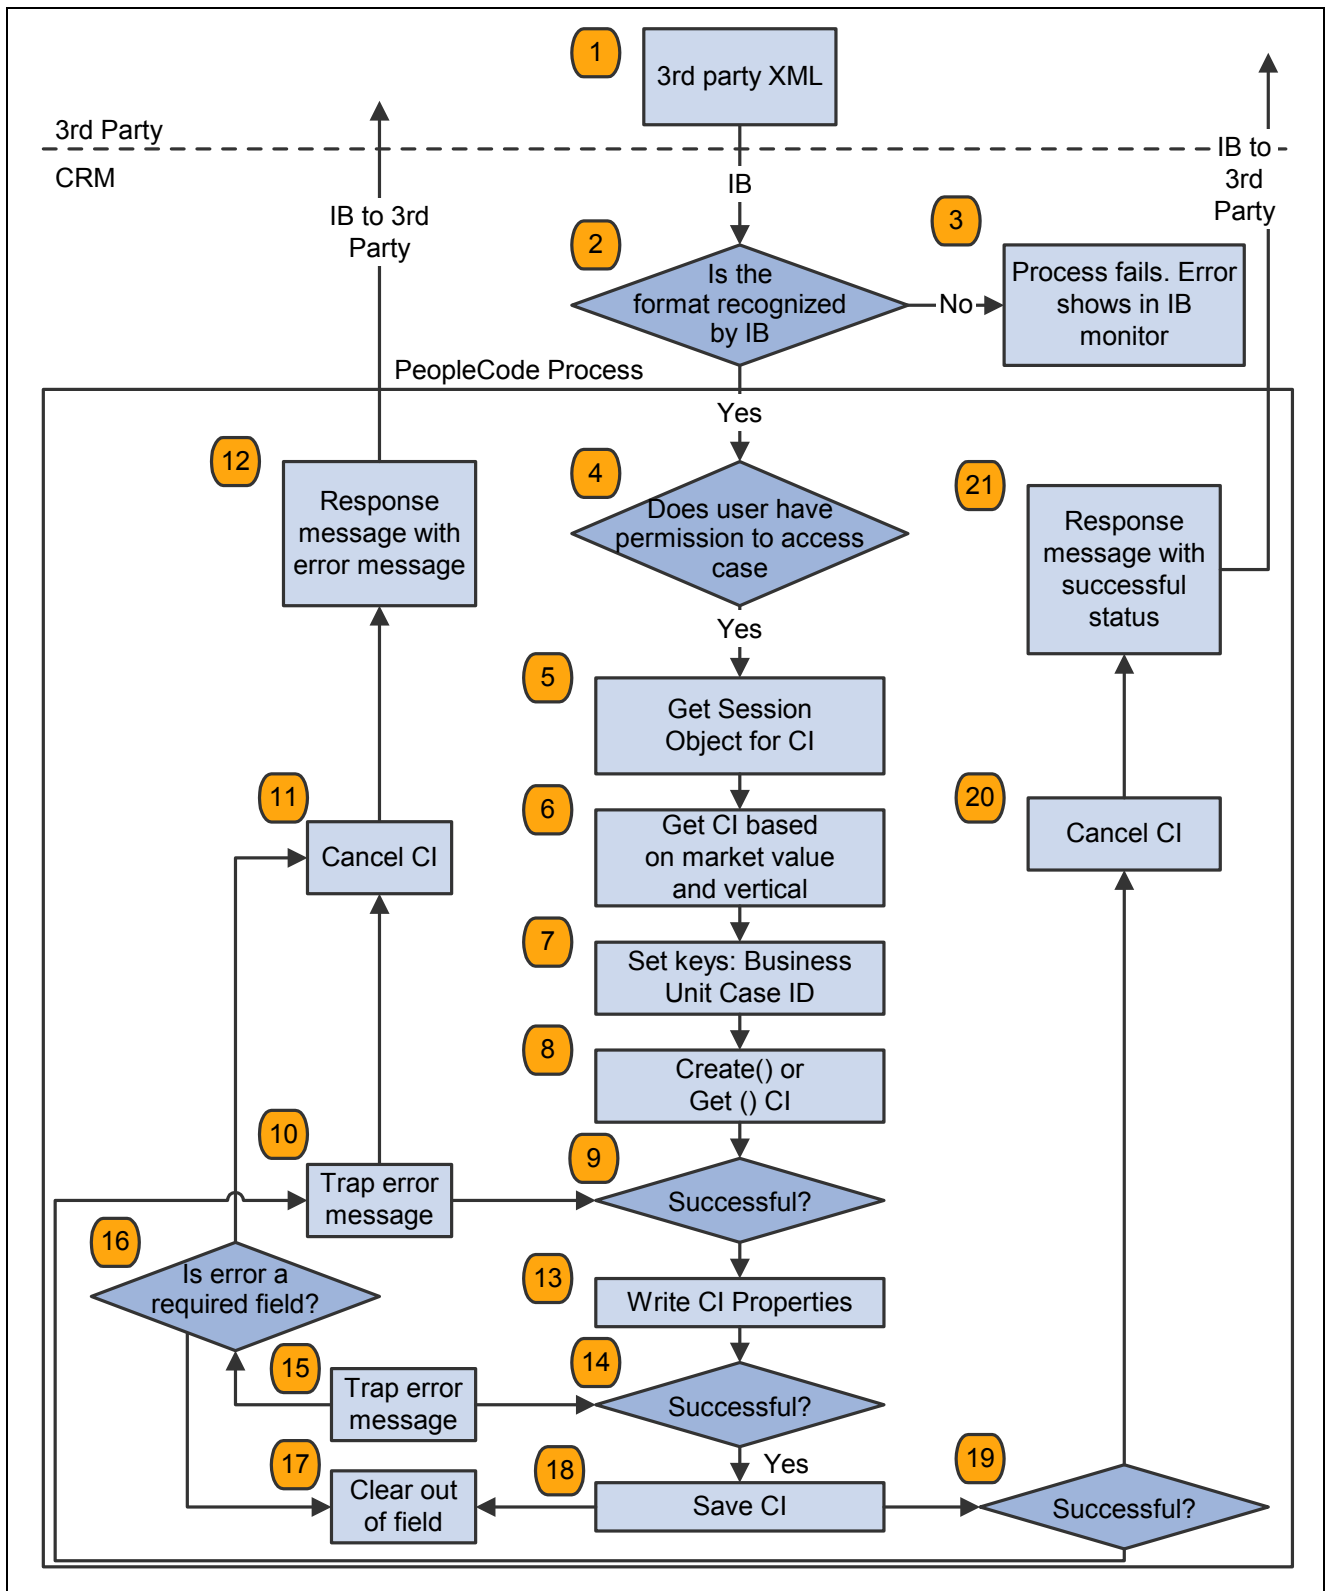 1
3rd party XML
3rd Party
CRM
IB
IB to
3rd
Party
IB to 3rd
Party
2
Is the
format recognized
by IB
No
3
Process fails. Error
shows in IB
monitor
PeopleCode Process
Yes
12
Response
message with
error message
4
Does user have
permission to access
case
21
Response
message with
successful
status
Yes
5
Get Session
Object for CI
11
Cancel CI
6
Get CI based
on market value
and vertical
20
Cancel CI
7
Set keys: Business
Unit Case ID
8
Create() or
Get () CI
10
Trap error
message
9
Successful?
16
Is error a
required field?
13
Write CI Properties
15
Trap error
message
14
Successful?
Yes
17
Clear out
of field
18
Save CI
19
Successful?